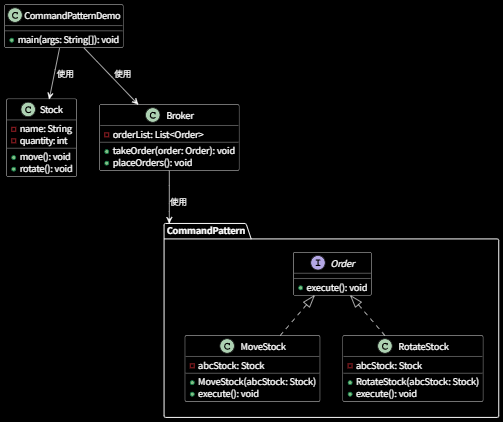 C CommandPatternDemo
main(args: String[]): void
使用
使用
C Stock
name: String
quantity: int
move(): void
rotate(): void
C Broker
orderList: List<Order>
takeOrder(order: Order): void
placeOrders(): void
使用
CommandPattern
I Order
execute(): void
C MoveStock
abcStock: Stock
MoveStock(abcStock: Stock)
execute(): void
C RotateStock
abcStock: Stock
RotateStock(abcStock: Stock)
execute(): void